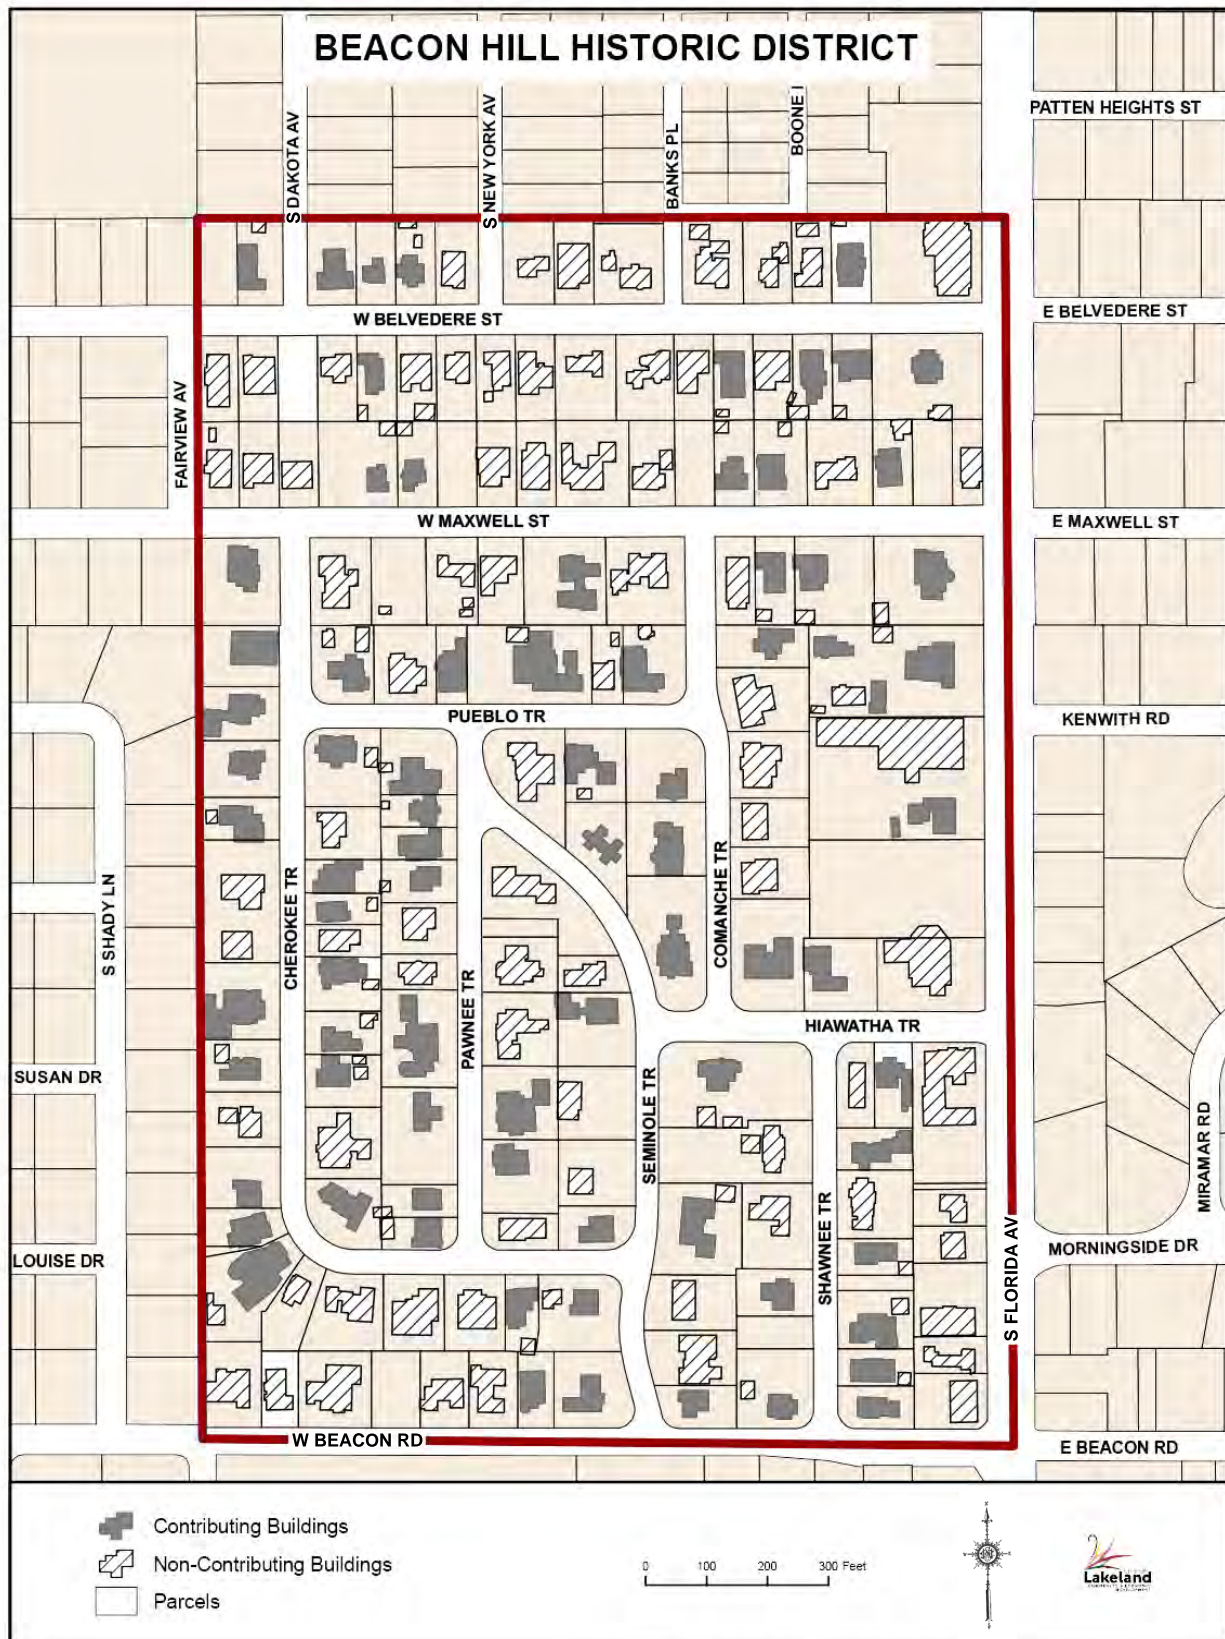 BEACON HILL HISTORIC DISTRICT
PATTEN HEIGHTS ST
S DAKOTA AV
S NEW YORK AV
BANKS PL
BOONE
W BELVEDERE ST
E BELVEDERE ST
FAIRVIEW AV
W MAXWELL ST
E MAXWELL ST
PUEBLO TR
KENWITH RD
S SHADY LN
CHEROKEE TR
PAWNEE TR
COMANCHE TR
HIAWATHA TR
SUSAN DR
SEMINOLE TR
MIRAMAR RD
SHAWNEE TR
S FLORIDA AV
LOUISE DR
MORNINGSIDE DR
W BEACON RD
E BEACON RD
Contributing Buildings
Non-Contributing Buildings
Parcels
0 100 200 300 Feet
Lakeland